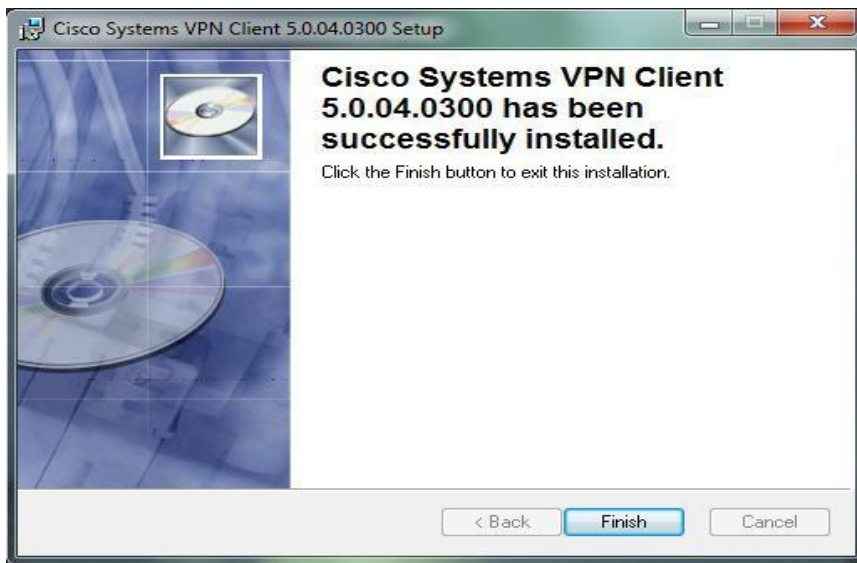 Cisco Systems VPN Client 5.0.04.0300 Setup
Cisco Systems VPN Client
5.0.04.0300 has been
successfully installed.
Click the Finish button to exit this installation.
< Back
Finish
Cancel